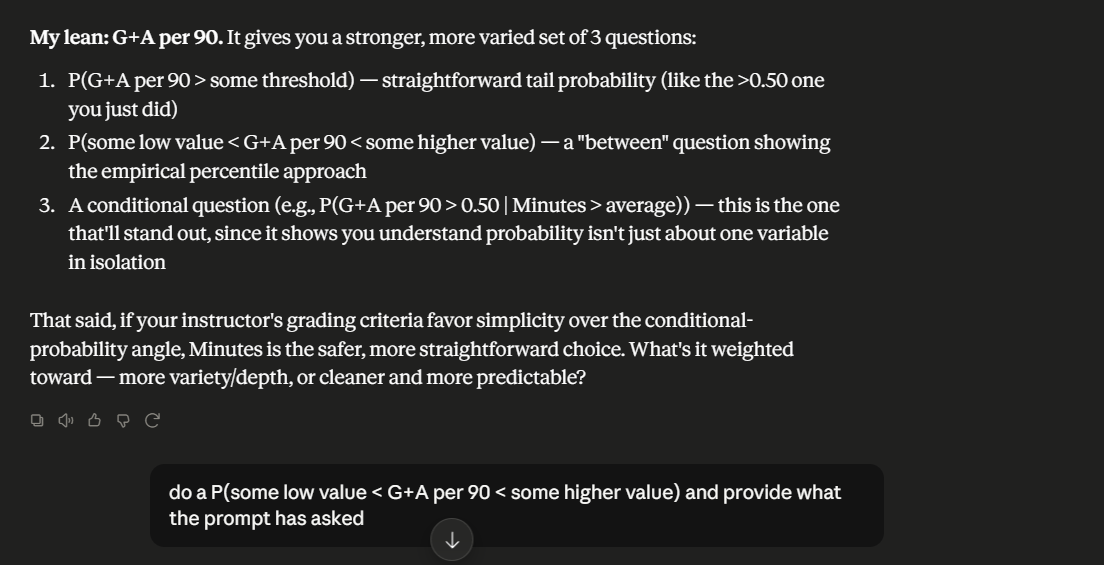 My lean: G+A per 90. It gives you a stronger, more varied set of 3 questions:
1. P(G+A per 90 > some threshold) — straightforward tail probability (like the >0.50 one
you just did)
2. P(some low value < G+A per 90 < some higher value) — a "between" question showing
the empirical percentile approach
3. A conditional question (e.g., P(G+A per 90 > 0.50 | Minutes > average)) — this is the one
that'll stand out, since it shows you understand probability isn't just about one variable
in isolation
That said, if your instructor's grading criteria favor simplicity over the conditional-
probability angle, Minutes is the safer, more straightforward choice. What's it weighted
toward — more variety/depth, or cleaner and more predictable?
do a P(some low value < G+A per 90 < some higher value) and provide what
the prompt has asked